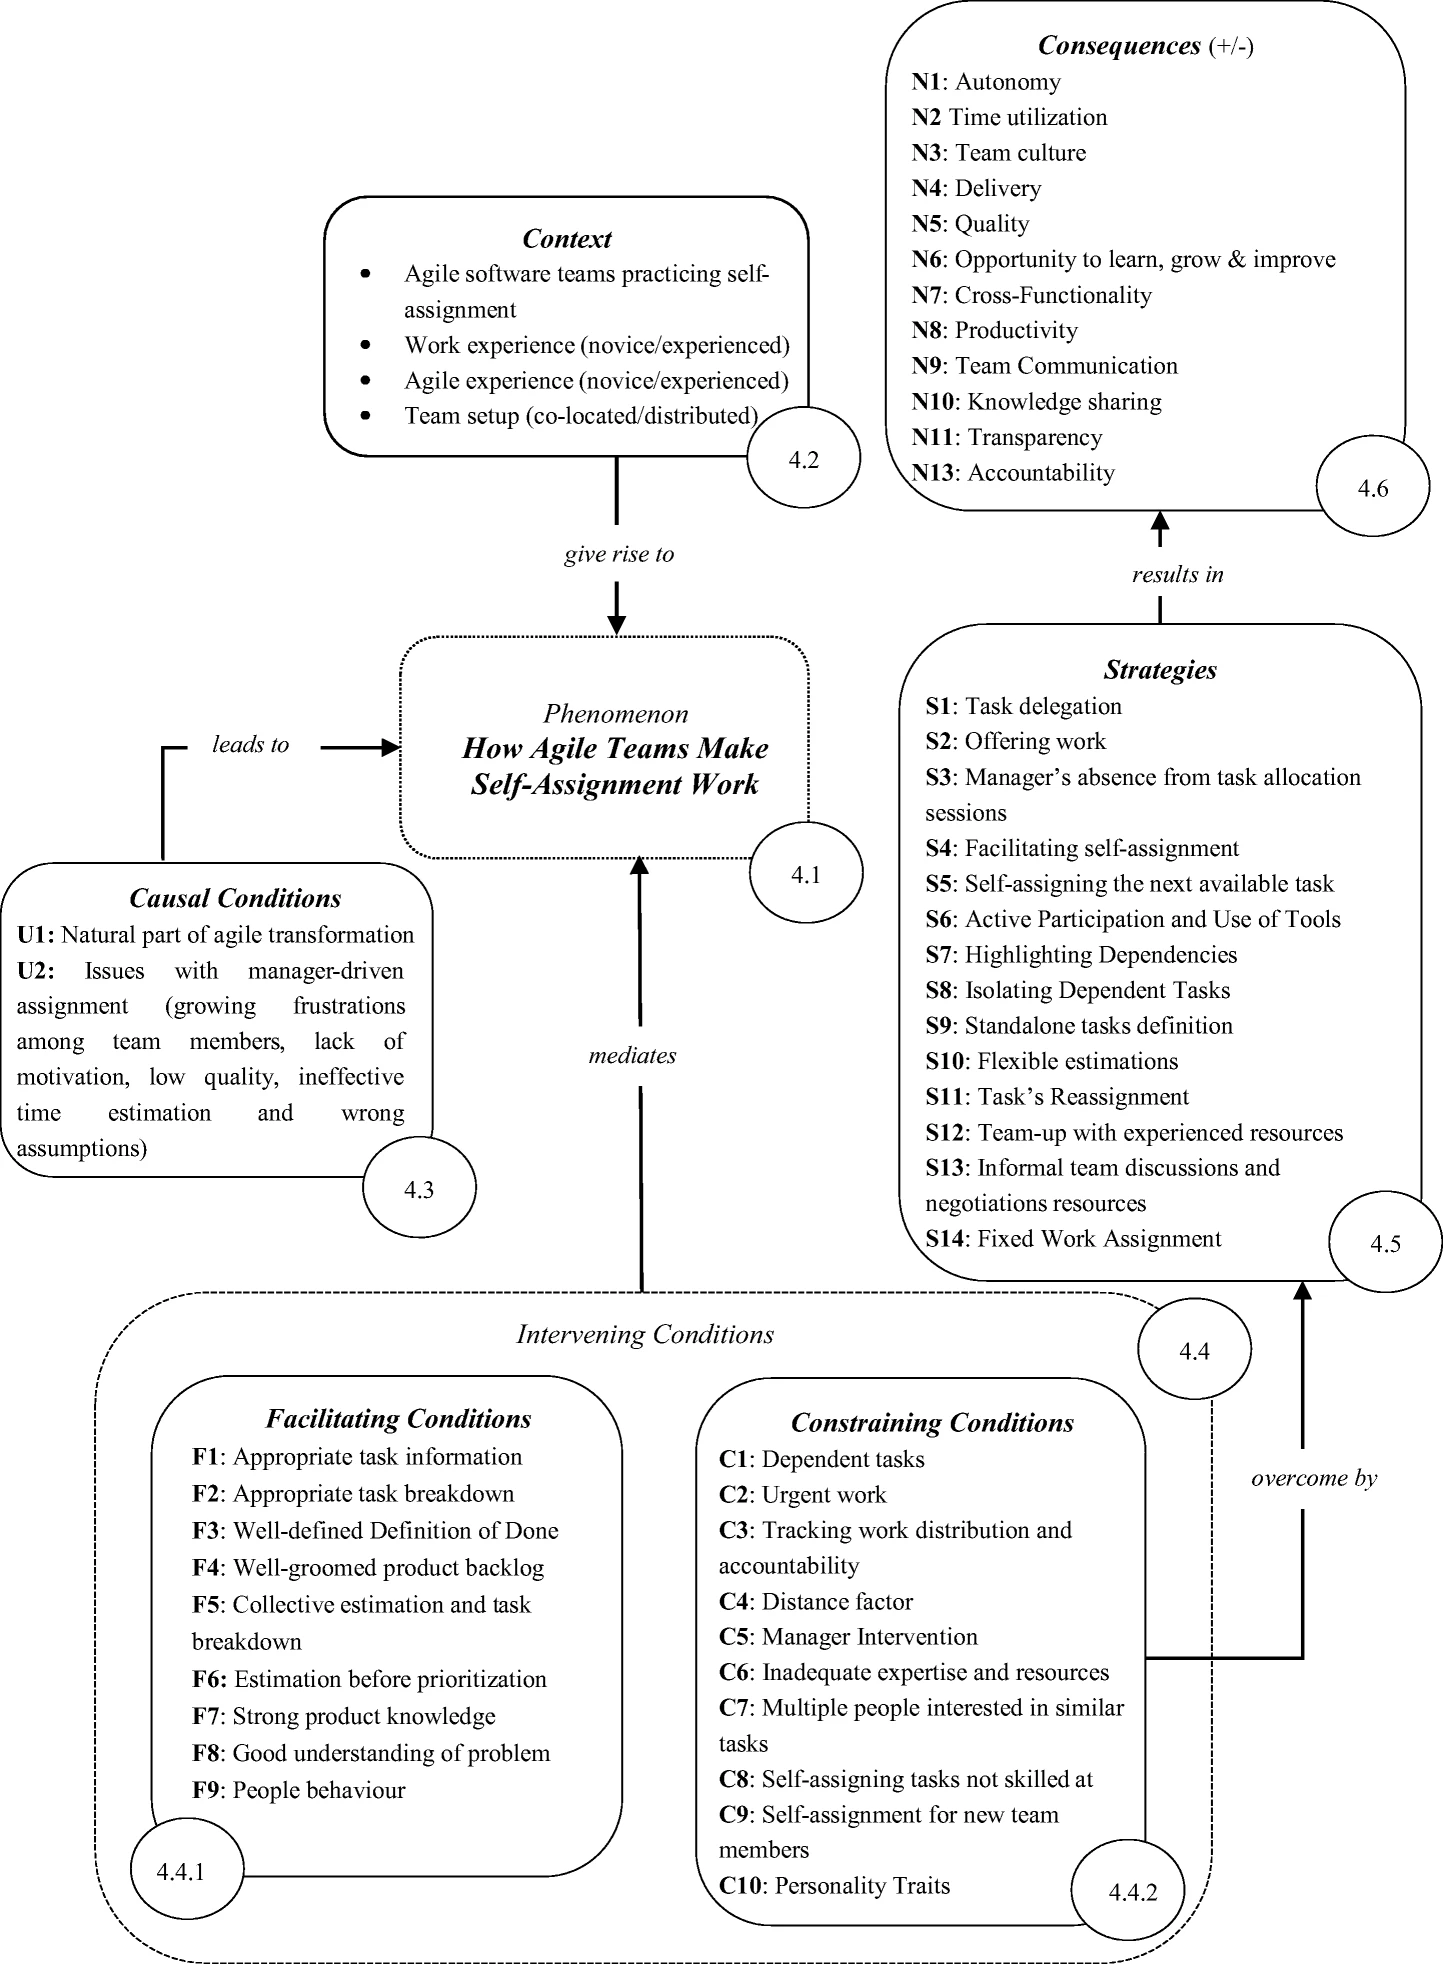 Consequences (+/-)
N1: Autonomy
N2 Time utilization
N3: Team culture
N4: Delivery
N5: Quality
N6: Opportunity to learn, grow & improve
N7: Cross-Functionality
N8: Productivity
N9: Team Communication
N10: Knowledge sharing
N11: Transparency
N13: Accountability
4.6
Context
• Agile software teams practicing self-
assignment
• Work experience (novice/experienced)
• Agile experience (novice/experienced)
• Team setup (co-located/distributed)
4.2
give rise to
results in
Phenomenon
How Agile Teams Make
Self-Assignment Work
4.1
leads to
Causal Conditions
U1: Natural part of agile transformation
U2: Issues with manager-driven
assignment (growing frustrations
among team members, lack of
motivation, low quality, ineffective
time estimation and wrong
assumptions)
4.3
mediates
Strategies
S1: Task delegation
S2: Offering work
S3: Manager’s absence from task allocation
sessions
S4: Facilitating self-assignment
S5: Self-assigning the next available task
S6: Active Participation and Use of Tools
S7: Highlighting Dependencies
S8: Isolating Dependent Tasks
S9: Standalone tasks definition
S10: Flexible estimations
S11: Task’s Reassignment
S12: Team-up with experienced resources
S13: Informal team discussions and
negotiations resources
S14: Fixed Work Assignment
4.5
Intervening Conditions
4.4
Facilitating Conditions
F1: Appropriate task information
F2: Appropriate task breakdown
F3: Well-defined Definition of Done
F4: Well-groomed product backlog
F5: Collective estimation and task
breakdown
F6: Estimation before prioritization
F7: Strong product knowledge
F8: Good understanding of problem
F9: People behaviour
4.4.1
Constraining Conditions
C1: Dependent tasks
C2: Urgent work
C3: Tracking work distribution and
accountability
C4: Distance factor
C5: Manager Intervention
C6: Inadequate expertise and resources
C7: Multiple people interested in similar
tasks
C8: Self-assigning tasks not skilled at
C9: Self-assignment for new team
members
C10: Personality Traits
4.4.2
overcome by